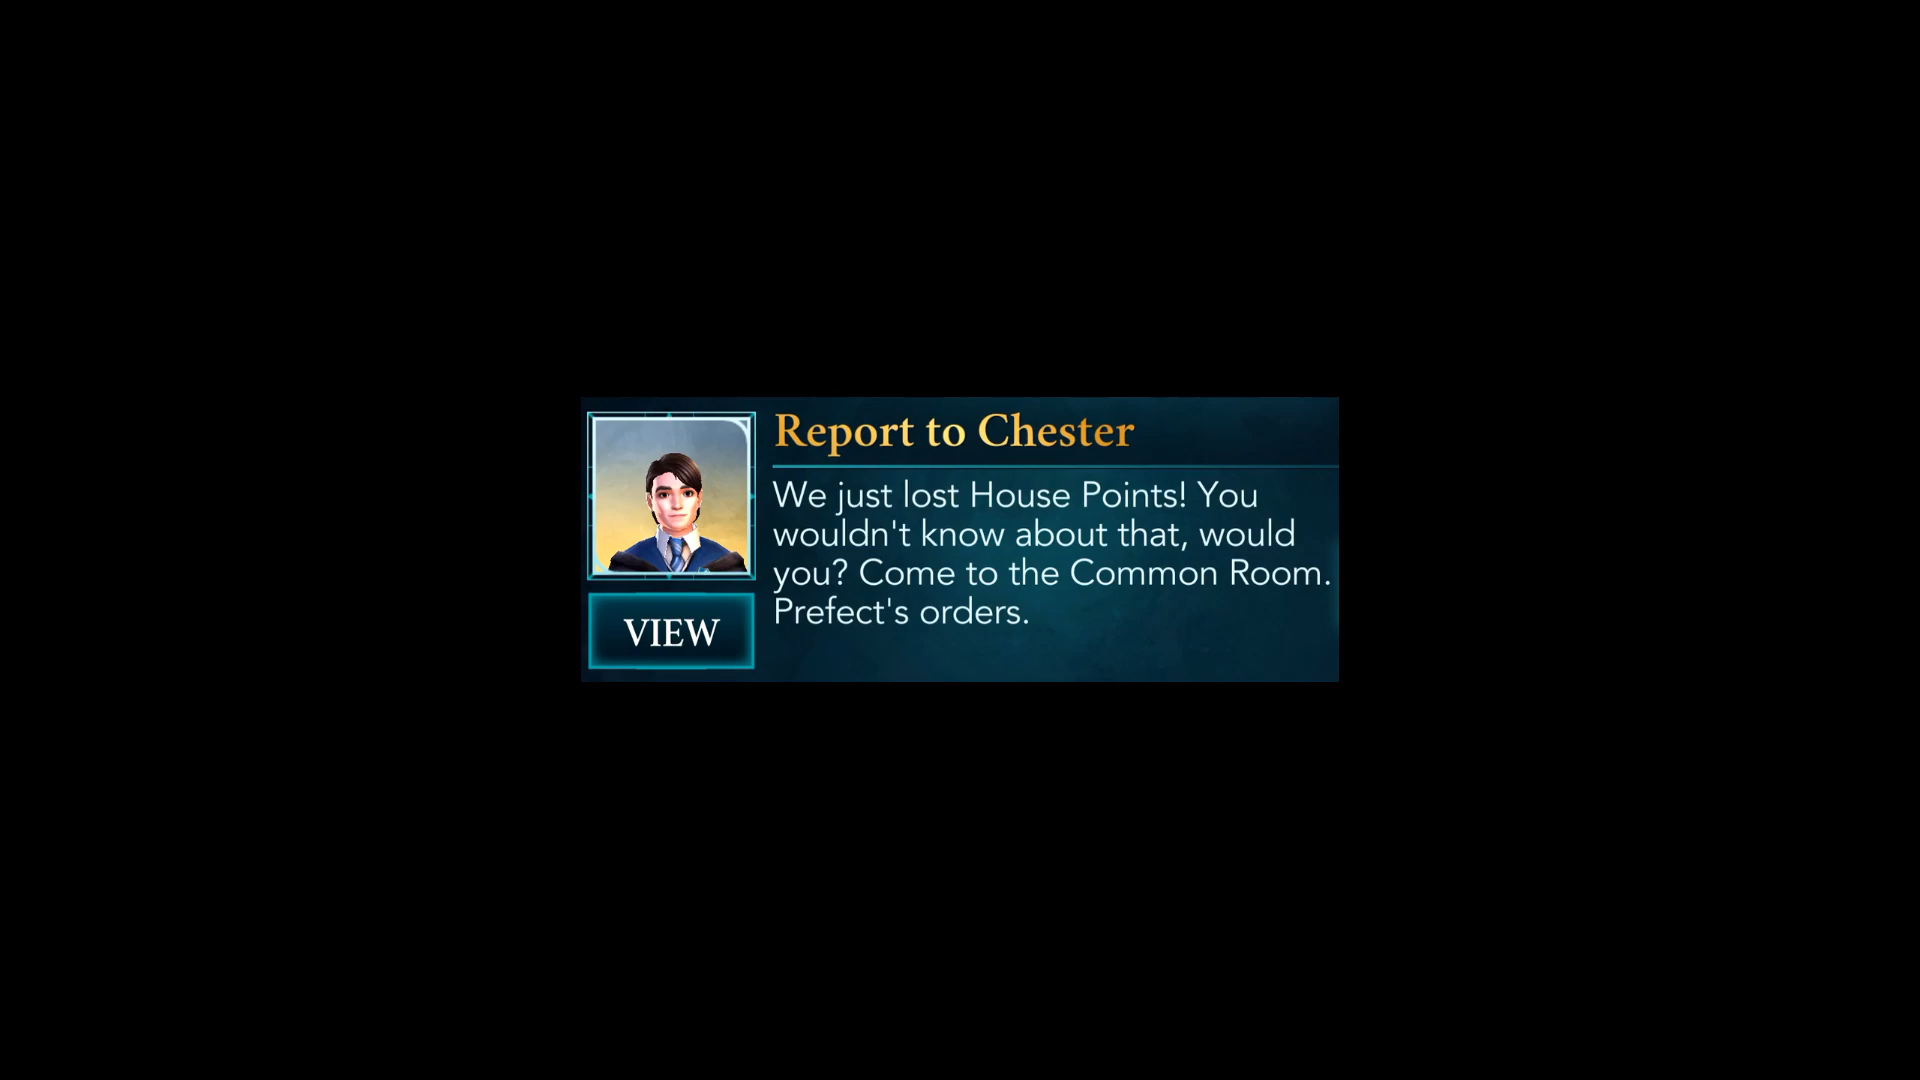 Report to Chester
We just lost House Points! You
wouldn't know about that, would
you? Come to the Common Room.
Prefect's orders.
VIEW